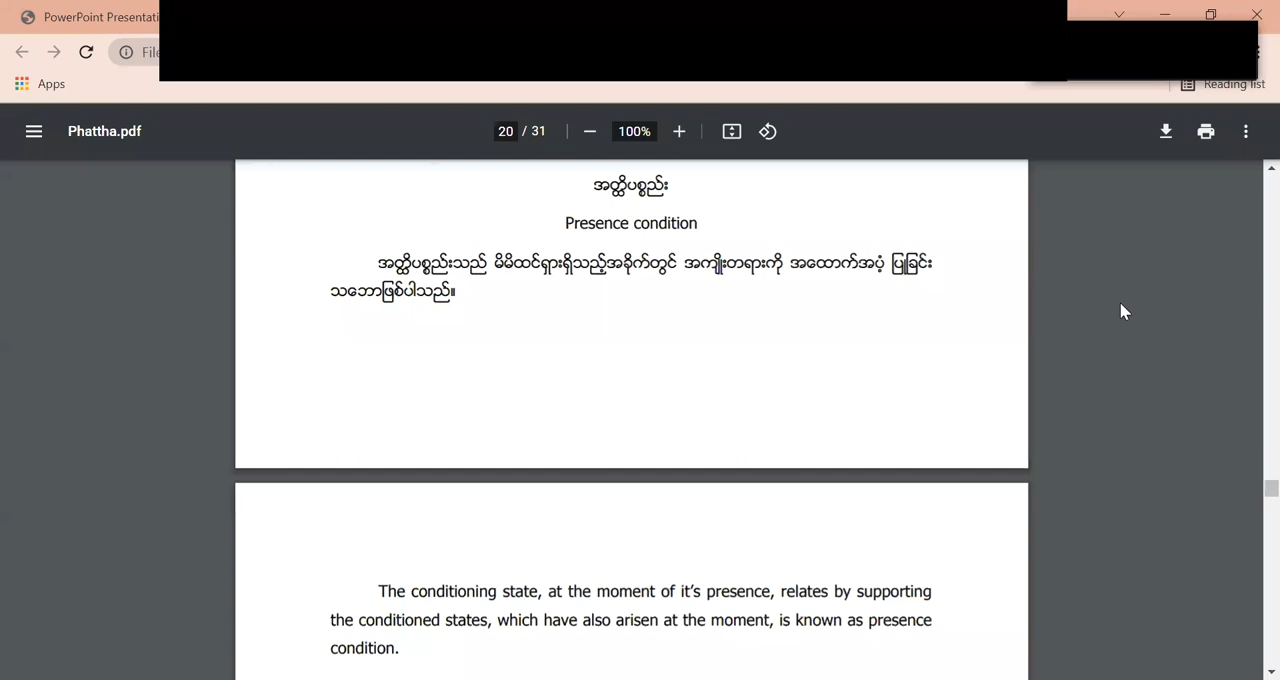 PowerPoint Presentati
File
Apps
Reading list
Phattha.pdf
20 / 31
100%
အတ္ထိပစ္စည်း
Presence condition
အတ္ထိပစ္စည်းသည် မိမိထင်ရှားရှိသည့်အခိုက်တွင် အကျိုးတရားကို အထောက်အပံ့ ပြုခြင်း
သဘောဖြစ်ပါသည်။
The conditioning state, at the moment of it's presence, relates by supporting
the conditioned states, which have also arisen at the moment, is known as presence
condition.